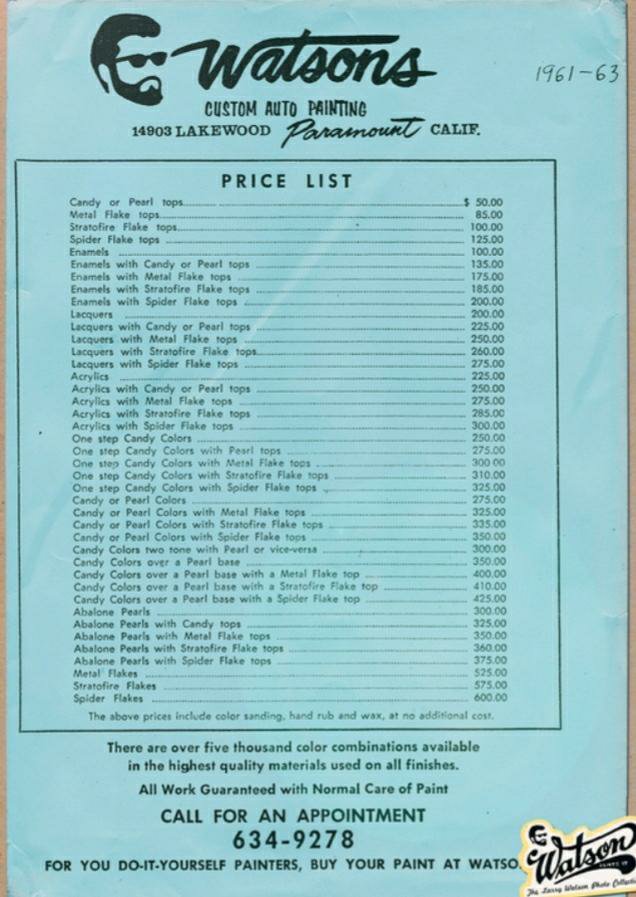 Watsons
1961-63
CUSTOM AUTO PAINTING
14903 LAKEWOOD Paramount CALIF.
PRICE LIST
Candy or Pearl tops $ 50.00
Metal Flake tops 85.00
Stratofire Flake tops 100.00
Spider Flake tops 125.00
Enamels 100.00
Enamels with Candy or Pearl tops 135.00
Enamels with Metal Flake tops 175.00
Enamels with Stratofire Flake tops 185.00
Enamels with Spider Flake tops 200.00
Lacquers 200.00
Lacquers with Candy or Pearl tops 225.00
Lacquers with Metal Flake tops 250.00
Lacquers with Stratofire Flake tops 260.00
Lacquers with Spider Flake tops 275.00
Acrylics 225.00
Acrylics with Candy or Pearl tops 250.00
Acrylics with Metal Flake tops 275.00
Acrylics with Stratofire Flake tops 285.00
Acrylics with Spider Flake tops 300.00
One step Candy Colors 250.00
One step Candy Colors with Pearl tops 275.00
One step Candy Colors with Metal Flake tops 300 00
One step Candy Colors with Stratofire Flake tops 310.00
One step Candy Colors with Spider Flake tops 325.00
Candy or Pearl Colors 275.00
Candy or Pearl Colors with Metal Flake tops 325.00
Candy or Pearl Colors with Stratofire Flake tops 335.00
Candy or Pearl Colors with Spider Flake tops 350.00
Candy Colors two tone with Pearl or vice-versa 300.00
Candy Colors over a Pearl base 350.00
Candy Colors over a Pearl base with a Metal Flake top 400.00
Candy Colors over a Pearl base with a Stratofire Flake top 410.00
Candy Colors over a Pearl base with a Spider Flake top 425.00
Abalone Pearls 300.00
Abalone Pearls with Candy tops 325.00
Abalone Pearls with Metal Flake tops 350.00
Abalone Pearls with Stratofire Flake tops 360.00
Abalone Pearls with Spider Flake tops 375.00
Metal Flakes 525.00
Stratofire Flakes 575.00
Spider Flakes 600.00
The above prices include color sanding, hand rub and wax, at no additional cost.
There are over five thousand color combinations available
in the highest quality materials used on all finishes.
All Work Guaranteed with Normal Care of Paint
CALL FOR AN APPOINTMENT
634-9278
FOR YOU DO-IT-YOURSELF PAINTERS, BUY YOUR PAINT AT WATSO
Watson
The Larry Watson Photo Collection